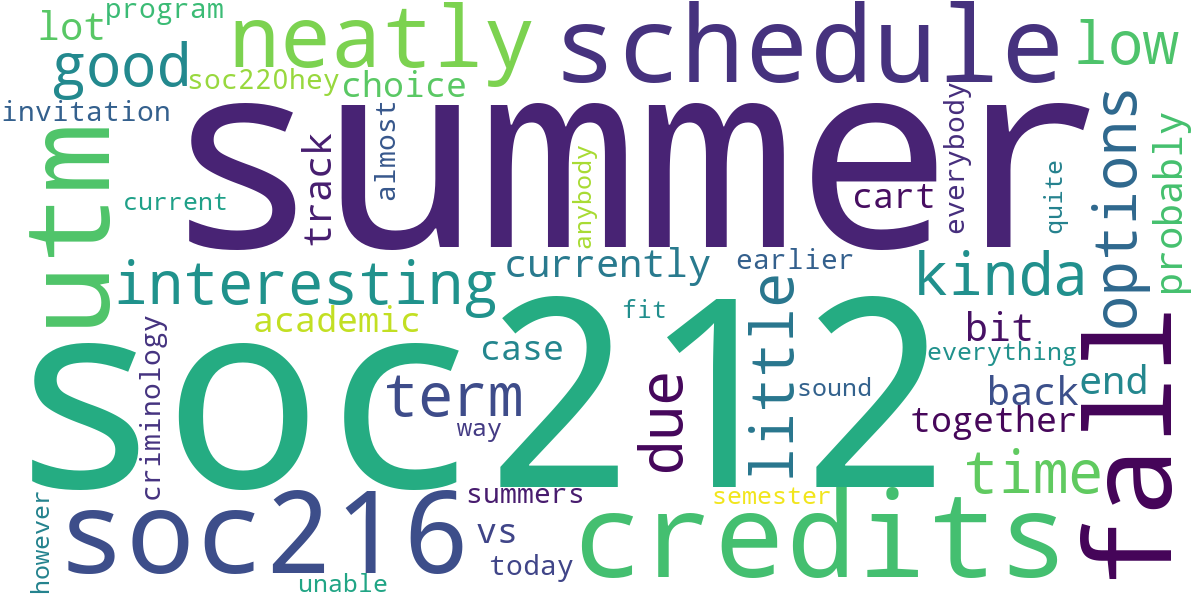 program
lot
neatly
schedule
low
good
soc220hey
choice
invitation
summer
utm
track
almost
anybody
cart
everybody
quite
options
probably
current
interesting
currently
earlier
kinda
academic
fit
little
bit
criminology
soc212
case
everything
term
due
sound
back
end
fall
way
together
time
soc216
summers
semester
credits
vs
however
today
unable